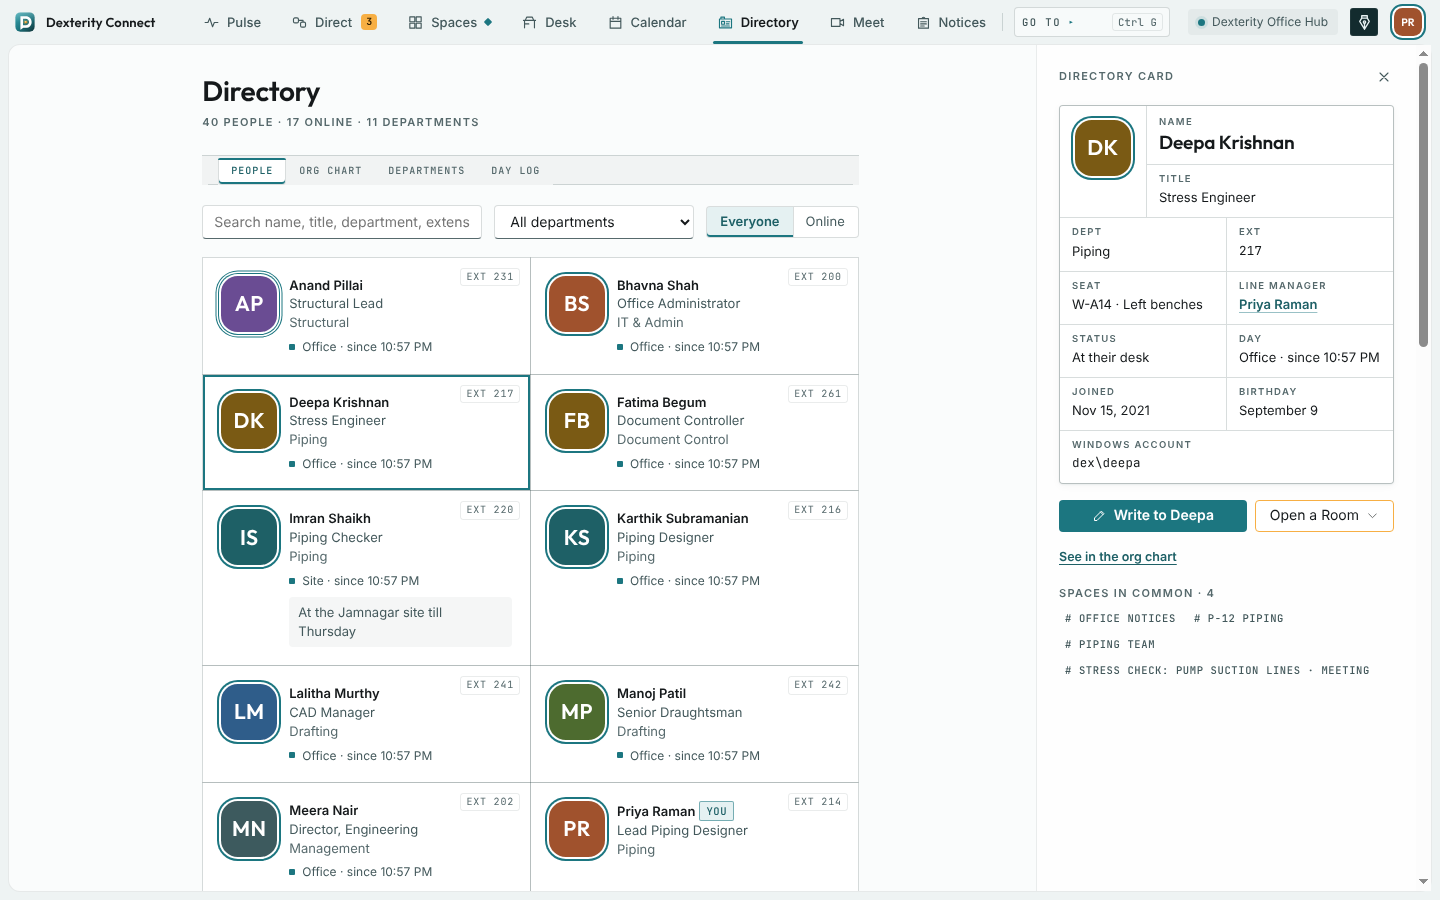 Dexterity Connect
Pulse
Direct 3
Spaces
Desk
Calendar
Directory
Meet
Notices
GO TO Ctrl G
Dexterity Office Hub
PR
Directory
40 PEOPLE · 17 ONLINE · 11 DEPARTMENTS
PEOPLE
ORG CHART
DEPARTMENTS
DAY LOG
Search name, title, department, extens
All departments
Everyone
Online
AP
Anand Pillai
EXT 231
Structural Lead
Structural
Office · since 10:57 PM
BS
Bhavna Shah
EXT 200
Office Administrator
IT & Admin
Office · since 10:57 PM
DK
Deepa Krishnan
EXT 217
Stress Engineer
Piping
Office · since 10:57 PM
FB
Fatima Begum
EXT 261
Document Controller
Document Control
Office · since 10:57 PM
IS
Imran Shaikh
EXT 220
Piping Checker
Piping
Site · since 10:57 PM
At the Jamnagar site till
Thursday
KS
Karthik Subramanian
EXT 216
Piping Designer
Piping
Office · since 10:57 PM
LM
Lalitha Murthy
EXT 241
CAD Manager
Drafting
Office · since 10:57 PM
MP
Manoj Patil
EXT 242
Senior Draughtsman
Drafting
Office · since 10:57 PM
MN
Meera Nair
EXT 202
Director, Engineering
Management
Office · since 10:57 PM
PR
Priya Raman YOU
EXT 214
Lead Piping Designer
Piping
DIRECTORY CARD
DK
NAME
Deepa Krishnan
TITLE
Stress Engineer
DEPT
Piping
EXT
217
SEAT
W-A14 · Left benches
LINE MANAGER
Priya Raman
STATUS
At their desk
DAY
Office · since 10:57 PM
JOINED
Nov 15, 2021
BIRTHDAY
September 9
WINDOWS ACCOUNT
dex\deepa
Write to Deepa
Open a Room
See in the org chart
SPACES IN COMMON · 4
# OFFICE NOTICES
# P-12 PIPING
# PIPING TEAM
# STRESS CHECK: PUMP SUCTION LINES · MEETING